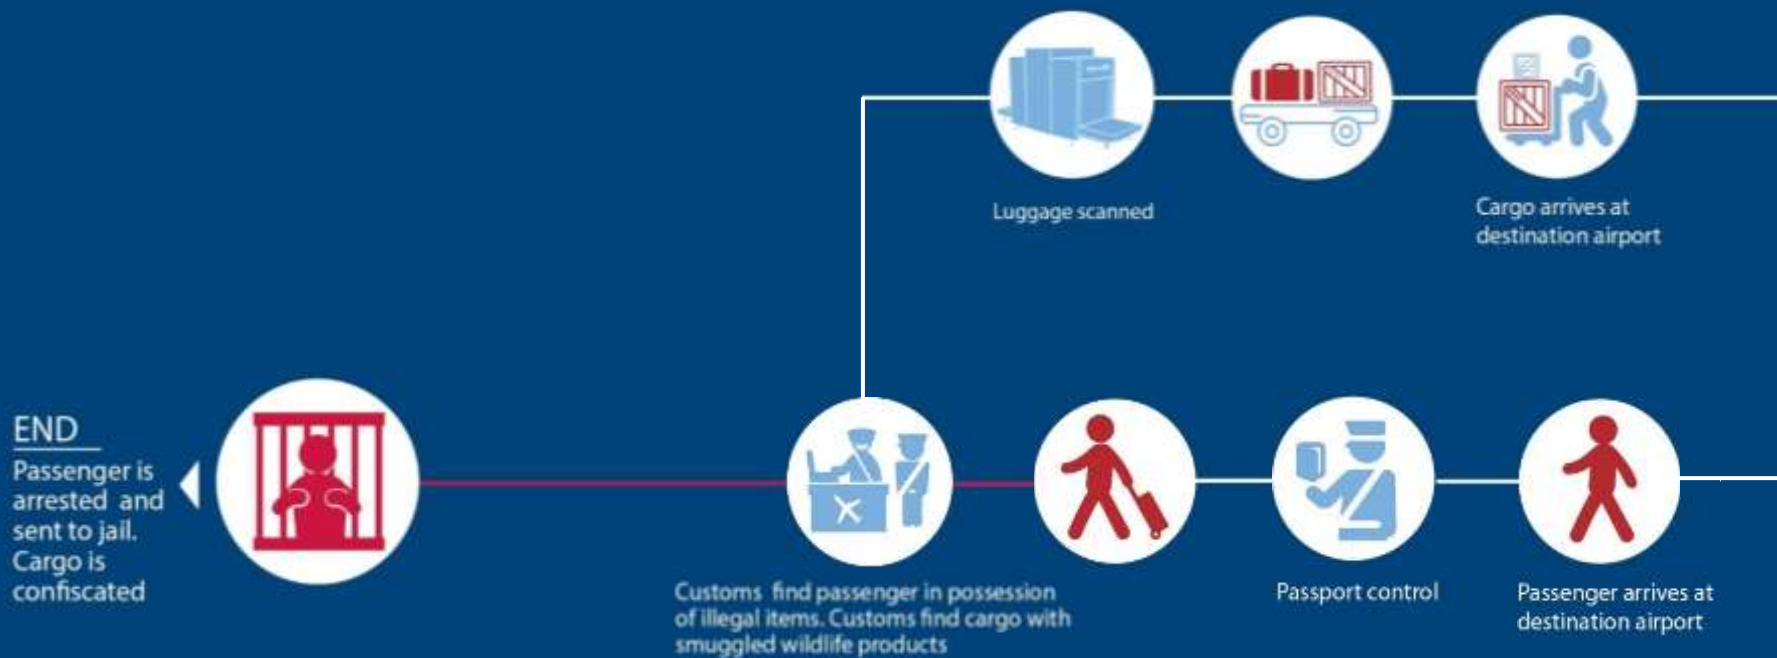 Luggage scanned
Cargo arrives at
destination airport
END
Passenger is
arrested and
sent to jail.
Cargo is
confiscated
Customs find passenger in possession
of illegal items. Customs find cargo with
smuggled wildlife products
Passport control
Passenger arrives at
destination airport